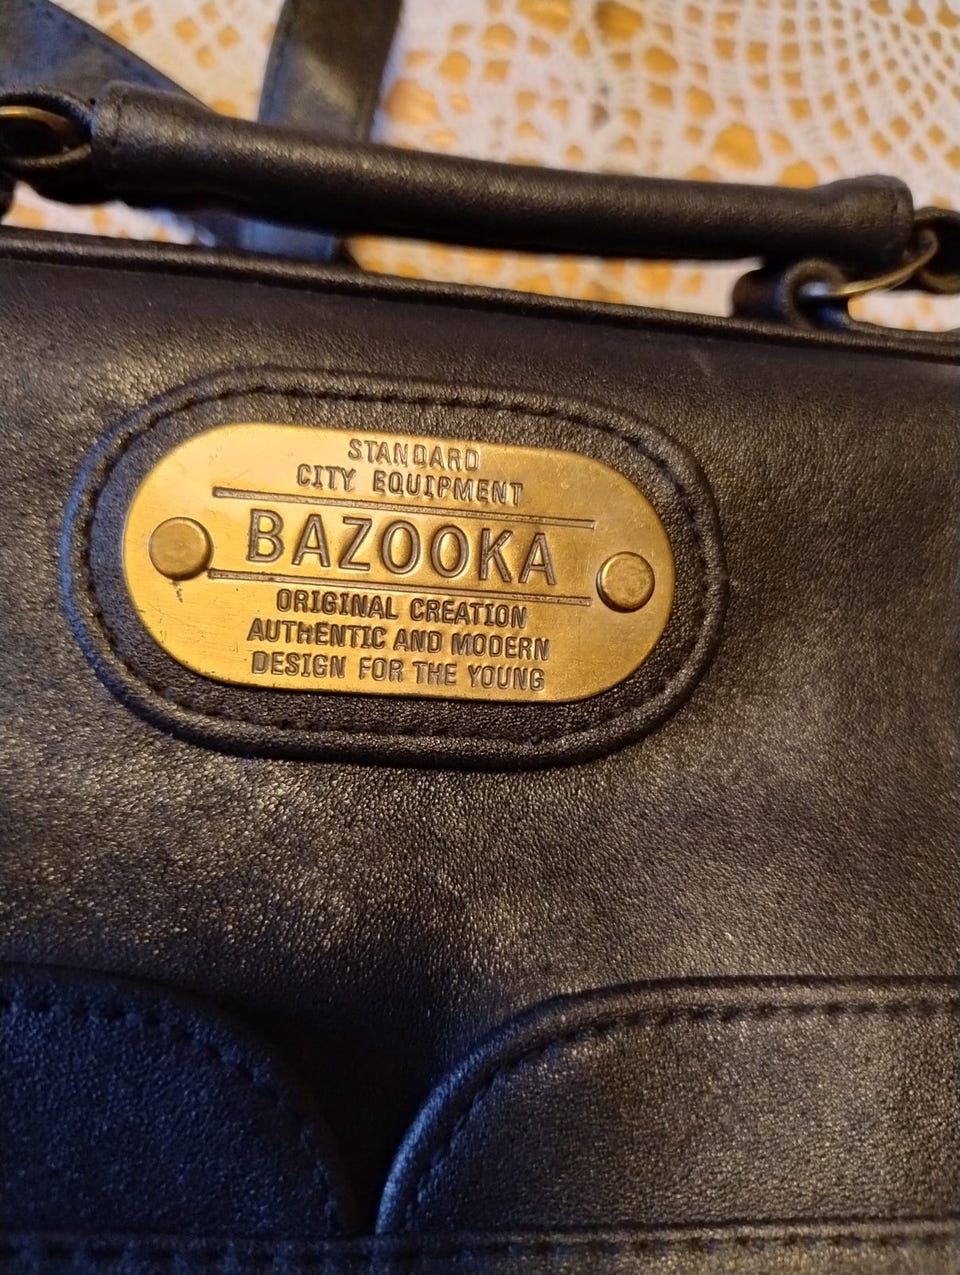 STANDARD
CITY EQUIPMENT
BAZOOKA
ORIGINAL CREATION
AUTHENTIC AND MODERN
DESIGN FOR THE YOUNG